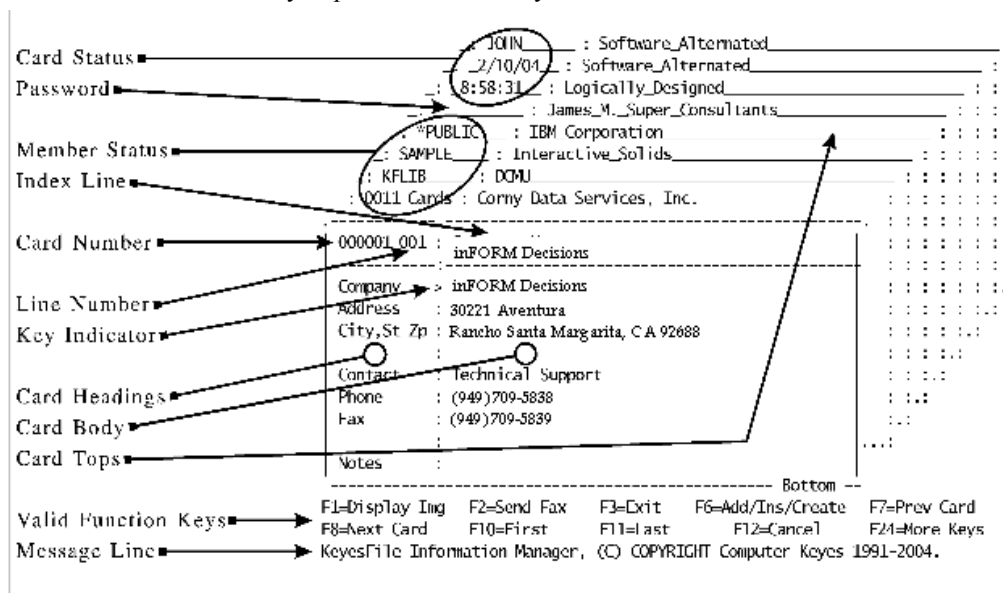 Card Status _: JOHN____ : Software_Alternated
_2/10/04_ : Software_Alternated :
Password _: 8:58:31__ : Logically_Designed : :
_: : James_M._Super_Consultants : : :
: *PUBLIC : IBM Corporation : : : :
Member Status _: SAMPLE___ : Interactive_Solids : : : : :
Index Line : KFLIB : DCMU : : : : : :
: 0011 Cards : Corny Data Services, Inc. : : : : : : :
Card Number 000001 001 :
inFORM Decisions
Line Number Company > inFORM Decisions
Address : 30221 Aventura
Key Indicator City,St Zp : Rancho Santa Margarita, CA 92688
Card Headings Contact : Technical Support
Phone : (949)709-5838
Card Body Fax : (949)709-5839
Card Tops Notes :
Bottom
F1=Display Img F2=Send Fax F3=Exit F6=Add/Ins/Create F7=Prev Card
Valid Function Keys F8=Next Card F10=First F11=Last F12=Cancel F24=More Keys
Message Line KeyesFile Information Manager, (C) COPYRIGHT Computer Keyes 1991-2004.